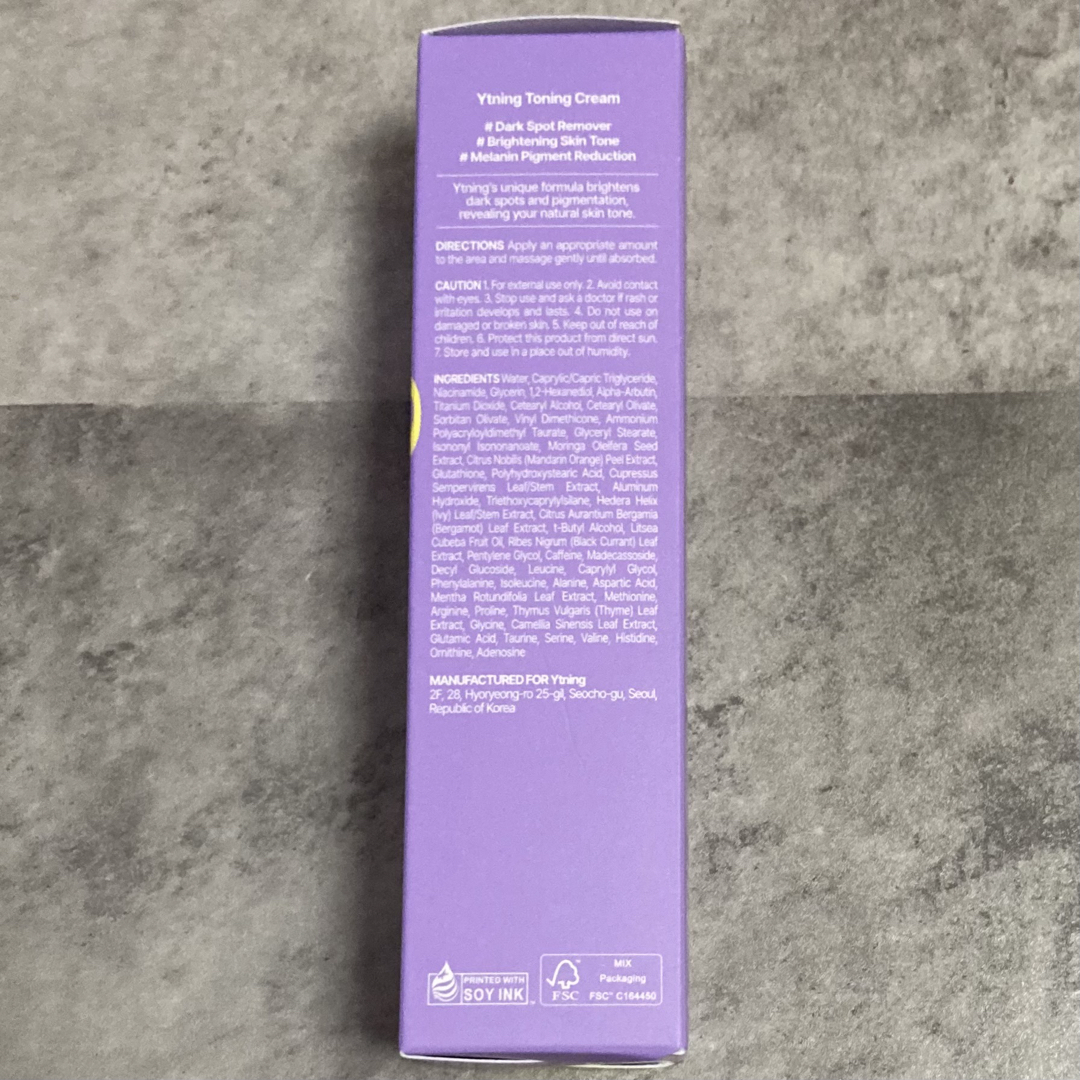 Ytning Toning Cream
# Dark Spot Remover
# Brightening Skin Tone
# Melanin Pigment Reduction
Ytning's unique formula brightens
dark spots and pigmentation,
revealing your natural skin tone.
DIRECTIONS Apply an appropriate amount
to the area and massage gently until absorbed.
CAUTION 1. For external use only. 2. Avoid contact
with eyes. 3. Stop use and ask a doctor if rash or
irritation develops and lasts. 4. Do not use on
damaged or broken skin. 5. Keep out of reach of
children. 6. Protect this product from direct sun.
7. Store and use in a place out of humidity.
INGREDIENTS Water, Caprylic/Capric Triglyceride,
Niacinamide, Glycerin, 1,2-Hexanediol, Alpha-Arbutin,
Titanium Dioxide, Cetearyl Alcohol, Cetearyl Olivate,
Sorbitan Olivate, Vinyl Dimethicone, Ammonium
Polyacryloyldimethyl Taurate, Glyceryl Stearate,
Isononyl Isononanoate, Moringa Oleifera Seed
Extract, Citrus Nobilis (Mandarin Orange) Peel Extract,
Glutathione, Polyhydroxystearic Acid, Cupressus
Sempervirens Leaf/Stem Extract, Aluminum
Hydroxide, Triethoxycaprylylsilane, Hedera Helix
(Ivy) Leaf/Stem Extract, Citrus Aurantium Bergamia
(Bergamot) Leaf Extract, t-Butyl Alcohol, Litsea
Cubeba Fruit Oil, Ribes Nigrum (Black Currant) Leaf
Extract, Pentylene Glycol, Caffeine, Madecassoside,
Decyl Glucoside, Leucine, Caprylyl Glycol,
Phenylalanine, Isoleucine, Alanine, Aspartic Acid,
Mentha Rotundifolia Leaf Extract, Methionine,
Arginine, Proline, Thymus Vulgaris (Thyme) Leaf
Extract, Glycine, Camellia Sinensis Leaf Extract,
Glutamic Acid, Taurine, Serine, Valine, Histidine,
Ornithine, Adenosine
MANUFACTURED FOR Ytning
2F, 28, Hyoryeong-ro 25-gil, Seocho-gu, Seoul,
Republic of Korea
PRINTED WITH
SOY INK™
FSC
MIX
Packaging
FSC™ C164450